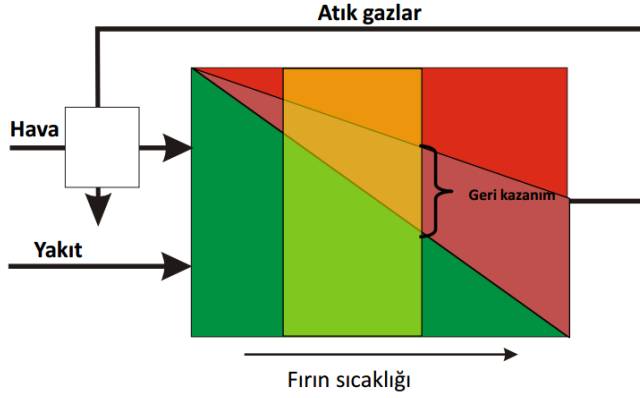 Atık gazlar
Hava
Geri kazanım
Yakıt
Fırın sıcaklığı